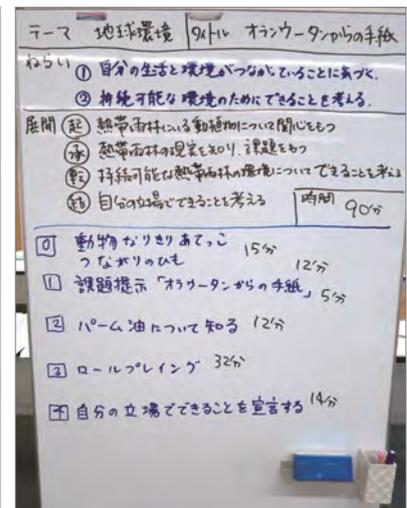 テーマ 地球環境 タイトル オランウータンからの手紙
ねらい ① 自分の生活と環境がつながっていることに気づく.
② 持続可能な環境のためにできることを考える.
展開 起 熱帯雨林にいる動植物について関心をもつ
承 熱帯雨林の現実を知り、課題をもつ
転 持続可能な熱帯雨林の環境についてできることを考える
結 自分の立場でできることを考える 時間 90分
0 動物なりきりあてっこ 15分
つながりのひも 12分
1 課題提示「オラウータンからの手紙」 5分
2 パーム油について知る 12分
3 ロールプレイング 32分
4 自分の立場でできることを宣言する 14分